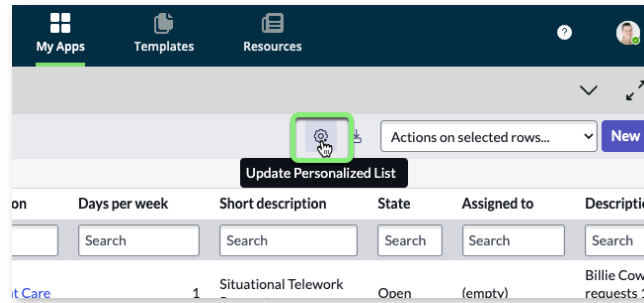 My Apps Templates Resources ?
Actions on selected rows... New
Update Personalized List
on Days per week Short description State Assigned to Descripti
Search Search Search Search Search
Billie Cow
t Care 1 Situational Telework Open (empty) requests